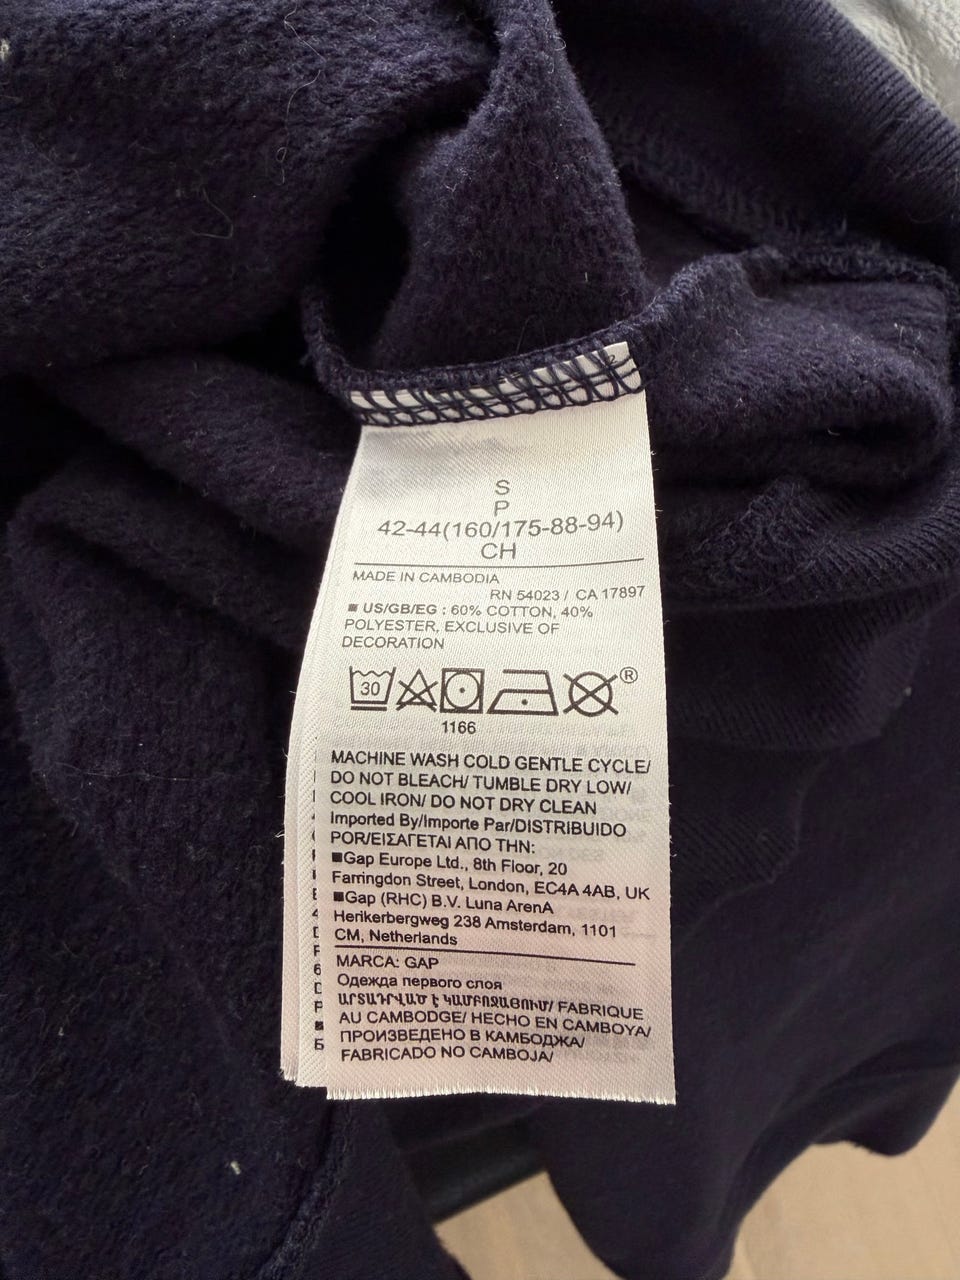 2
S
P
42-44(160/175-88-94)
CH
MADE IN CAMBODIA
RN 54023 / CA 17897
■ US/GB/EG : 60% COTTON, 40%
POLYESTER, EXCLUSIVE OF
DECORATION
30
®
1166
MACHINE WASH COLD GENTLE CYCLE/
DO NOT BLEACH/ TUMBLE DRY LOW/
COOL IRON/ DO NOT DRY CLEAN
Imported By/Importe Par/DISTRIBUIDO
POR/ΕΙΣΑΓΕΤΑΙ ΑΠΟ ΤΗΝ:
■Gap Europe Ltd., 8th Floor, 20
Farringdon Street, London, EC4A 4AB, UK
■Gap (RHC) B.V. Luna ArenA
Herikerbergweg 238 Amsterdam, 1101
CM, Netherlands
MARCA: GAP
Одежда первого слоя
ԱՐՏԱԴՐՎԱԾ Է ԿԱՄԲՈՋԱՅՈՒՄ/ FABRIQUE
AU CAMBODGE/ HECHO EN CAMBOYA/
ПРОИЗВЕДЕНО В КАМБОДЖА/
FABRICADO NO CAMBOJA/